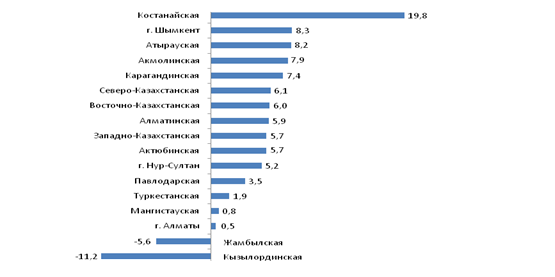 Костанайская 19,8
г. Шымкент 8,3
Атырауская 8,2
Акмолинская 7,9
Карагандинская 7,4
Северо-Казахстанская 6,1
Восточно-Казахстанская 6,0
Алматинская 5,9
Западно-Казахстанская 5,7
Актюбинская 5,7
г. Нур-Султан 5,2
Павлодарская 3,5
Туркестанская 1,9
Мангистауская 0,8
г. Алматы 0,5
-5,6 Жамбылская
-11,2 Кызылординская